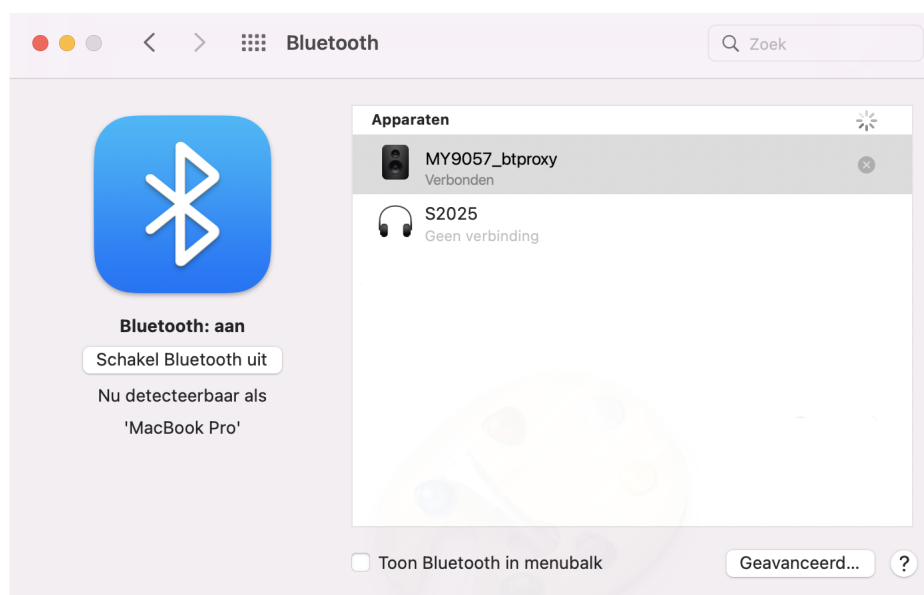 Bluetooth
Zoek
Apparaten
MY9057_btproxy
Verbonden
S2025
Geen verbinding
Bluetooth: aan
Schakel Bluetooth uit
Nu detecteerbaar als
'MacBook Pro'
Toon Bluetooth in menubalk
Geavanceerd...
?